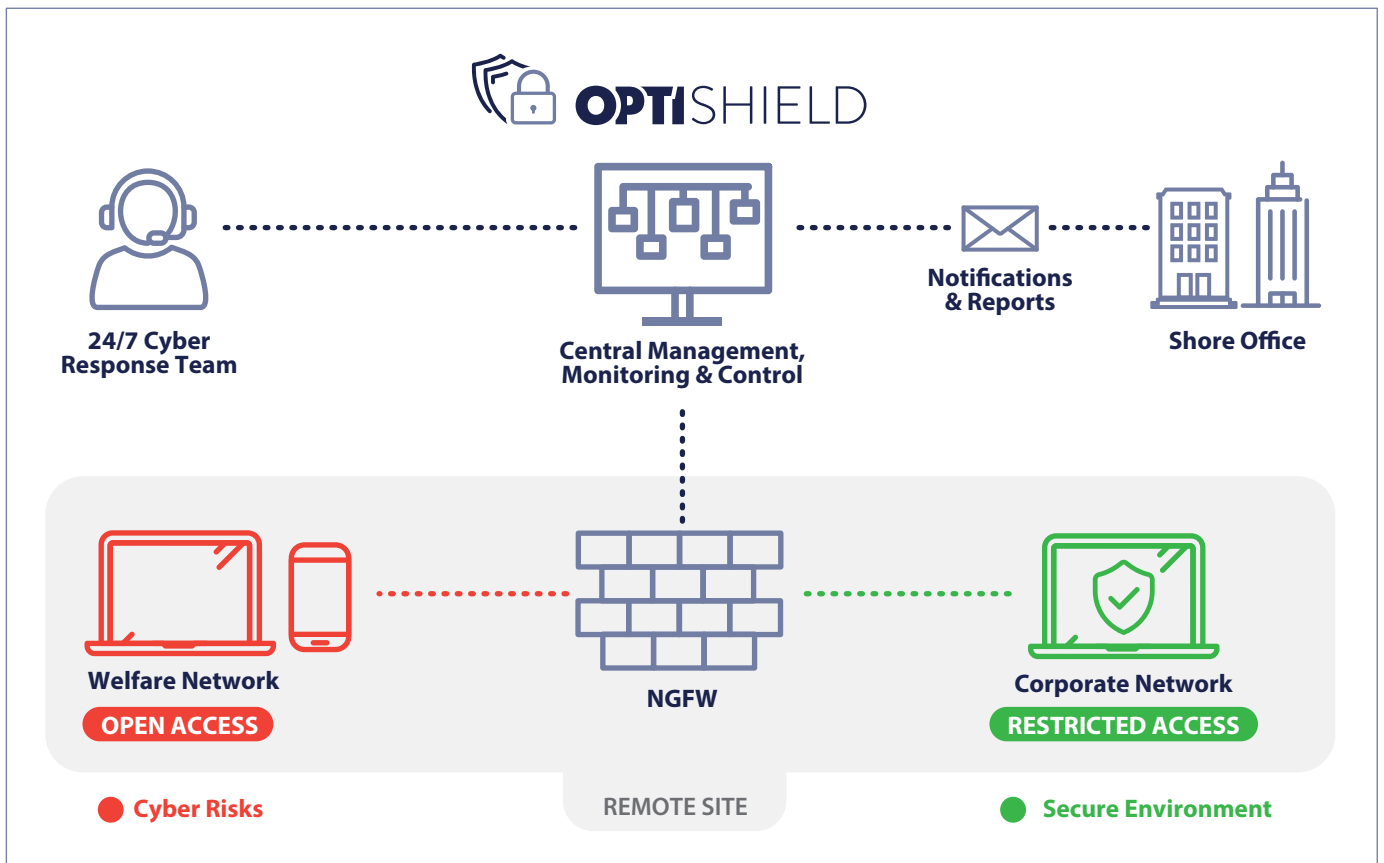 OPTISHIELD
24/7 Cyber
Response Team
Central Management,
Monitoring & Control
Notifications
& Reports
Shore Office
Welfare Network
OPEN ACCESS
NGFW
Corporate Network
RESTRICTED ACCESS
Cyber Risks
REMOTE SITE
Secure Environment